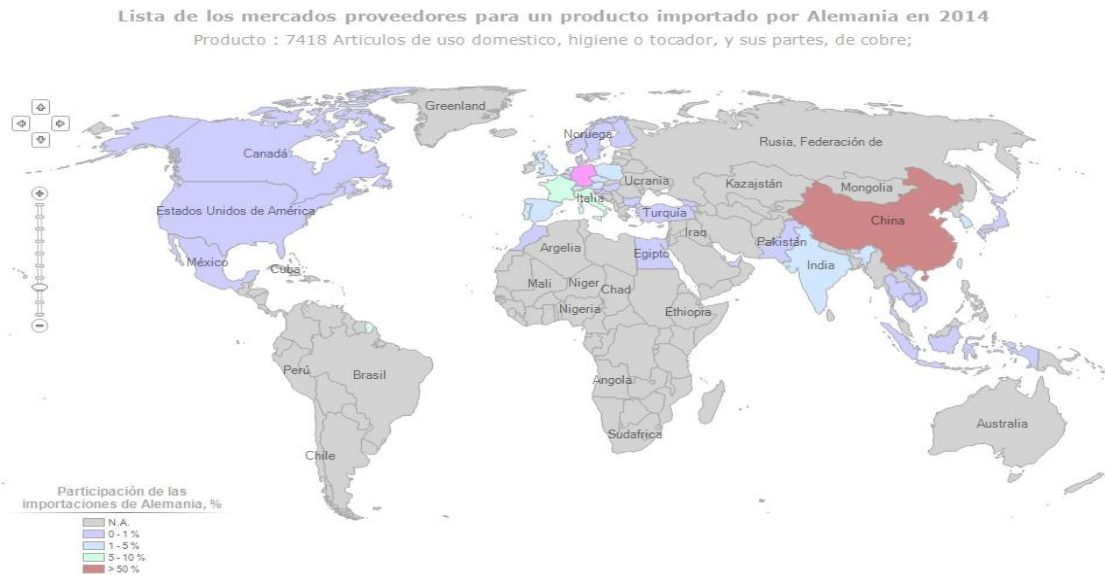 Lista de los mercados proveedores para un producto importado por Alemania en 2014
Producto : 7418 Articulos de uso domestico, higiene o tocador, y sus partes, de cobre;
Greenland
Noruega
Rusia, Federación de
Canadá
Ucrania
Kazajstán
Mongolia
Italia
Estados Unidos de América
Turquía
China
Iraq
Pakistán
Argelia
Egipto
México
Cuba
India
Mali
Niger
Chad
Nigeria
Ethiopia
Perú
Brasil
Angola
Australia
Sudafrica
Chile
Participación de las
importaciones de Alemania, %
N.A.
0 - 1 %
1 - 5 %
5 - 10 %
> 50 %